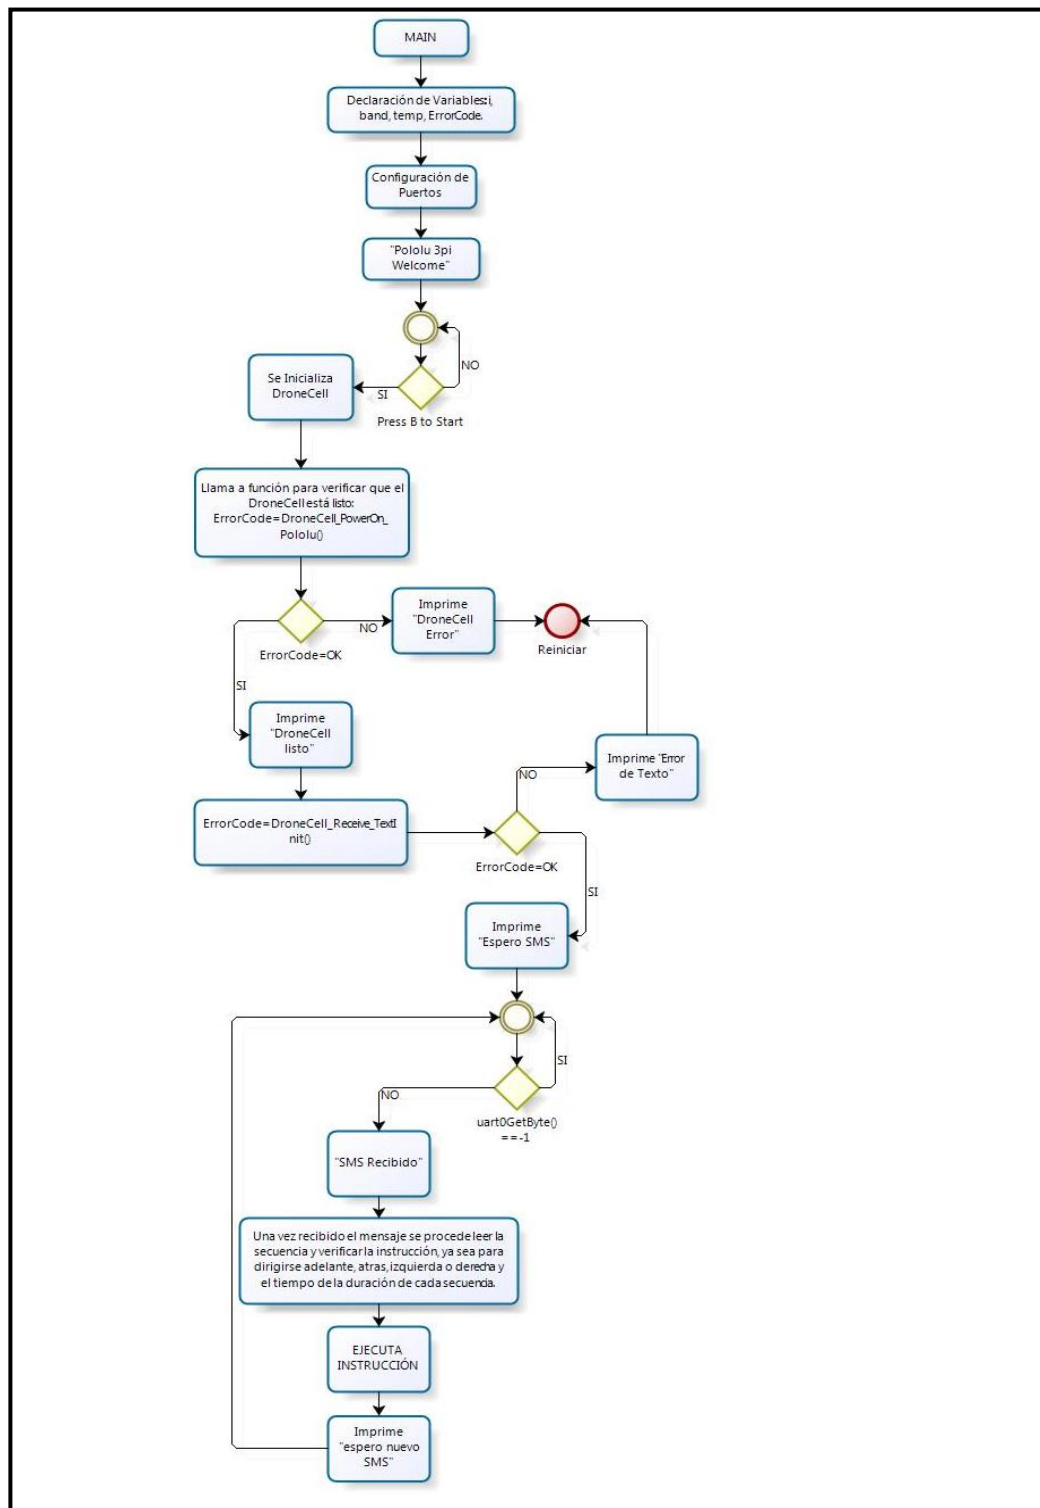 MAIN
Declaración de Variables:i,
band, temp, ErrorCode.
Configuración de
Puertos
"Pololu 3pi
Welcome"
NO
Se Inicializa
DroneCell
SI
Press B to Start
Llama a función para verificar que el
DroneCell está listo:
ErrorCode=DroneCell_PowerOn_
Pololu()
Imprime
"DroneCell
Error"
NO
Reiniciar
ErrorCode=OK
SI
Imprime
"DroneCell
listo"
Imprime "Error
de Texto"
NO
ErrorCode=DroneCell_Receive_TextI
nit()
ErrorCode=OK
SI
Imprime
"Espero SMS"
SI
NO
uart0GetByte()
==-1
"SMS Recibido"
Una vez recibido el mensaje se procede leer la
secuencia y verificar la instrucción, ya sea para
dirigirse adelante, atras, izquierda o derecha y
el tiempo de la duración de cada secuencia.
EJECUTA
INSTRUCCIÓN
Imprime
"espero nuevo
SMS"